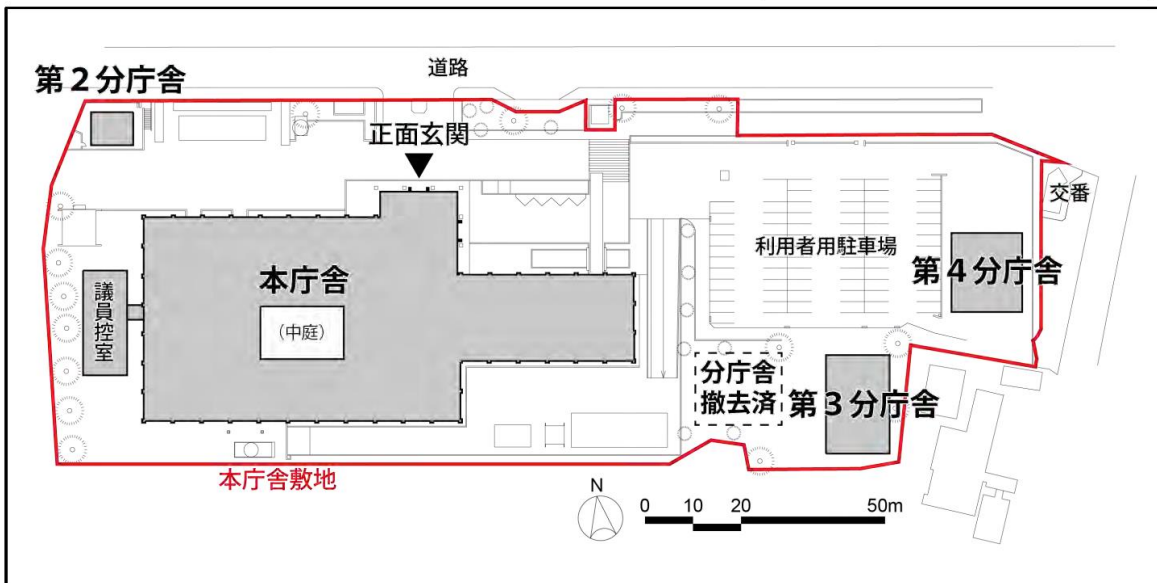 道路
第２分庁舎
正面玄関
交番
利用者用駐車場
第４分庁舎
本庁舎
議員控室
（中庭）
分庁舎
撤去済
第３分庁舎
本庁舎敷地
N
0 10 20 50m